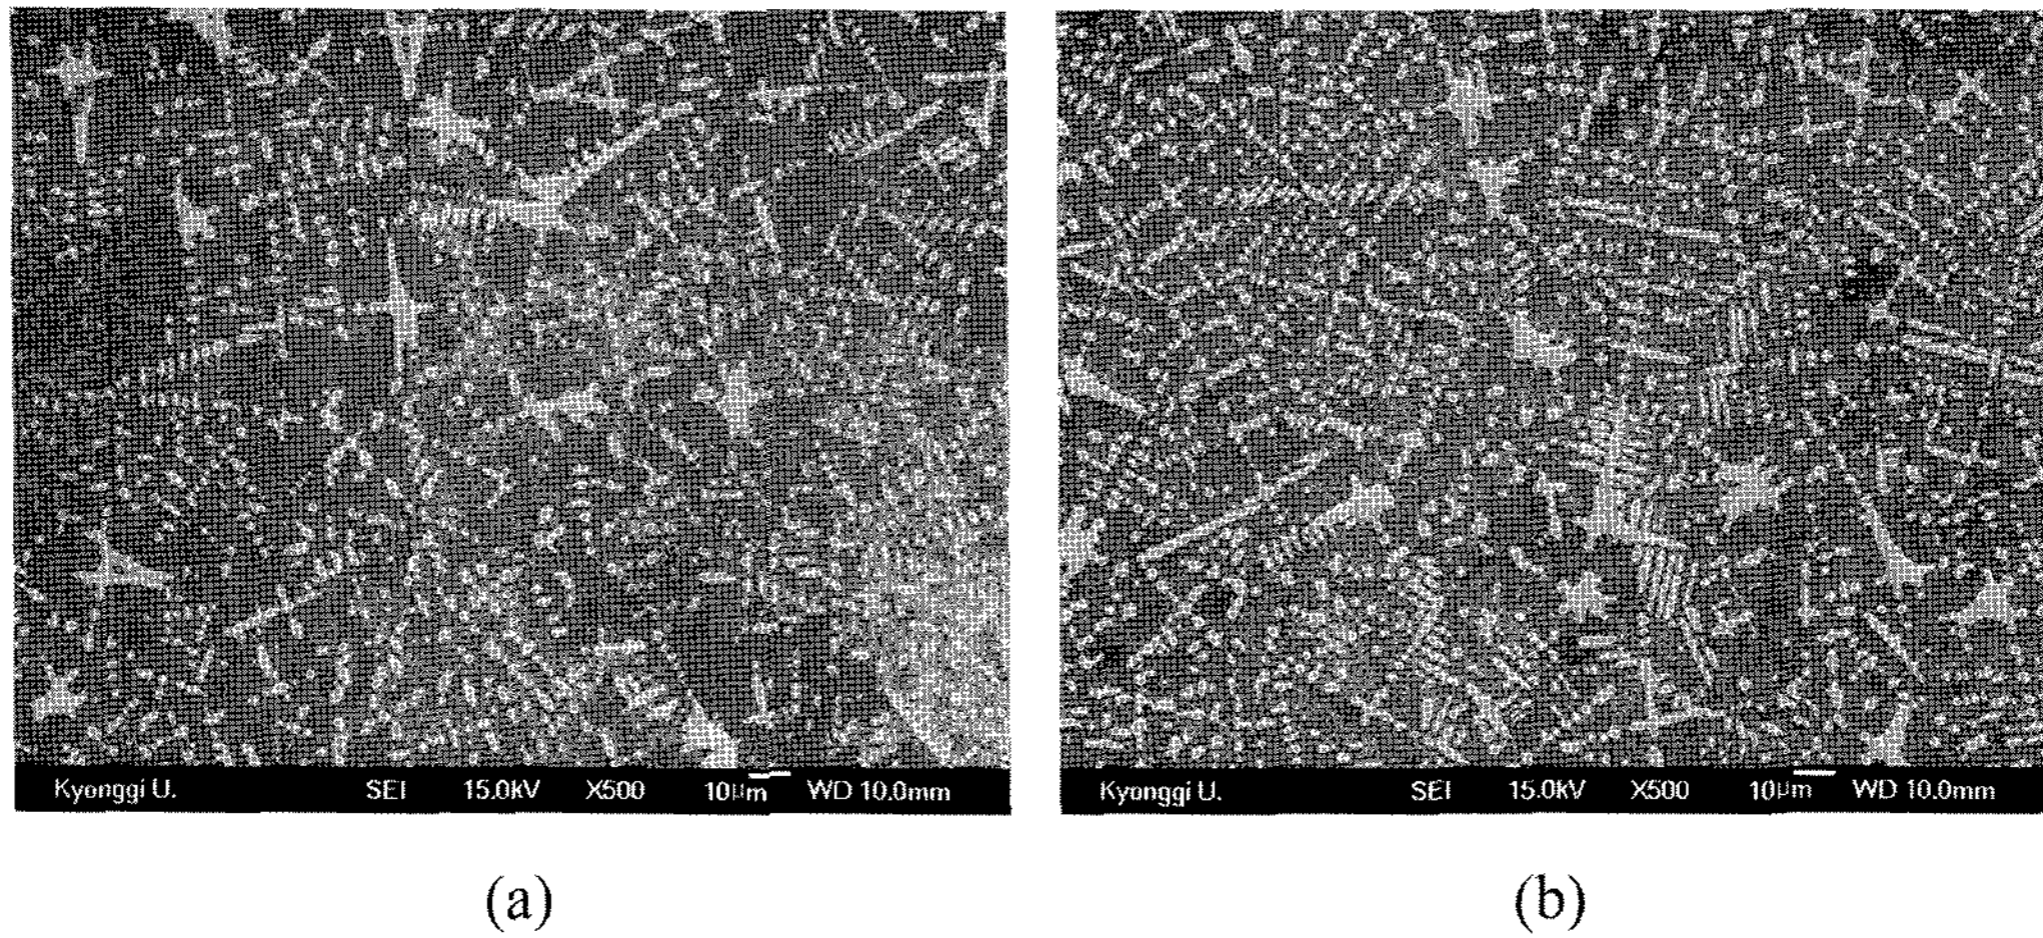 Kyonggi U. SEI 15.0kV X500 10μm WD 10.0mm
Kyonggi U. SEI 15.0kV X500 10μm WD 10.0mm
(a)
(b)